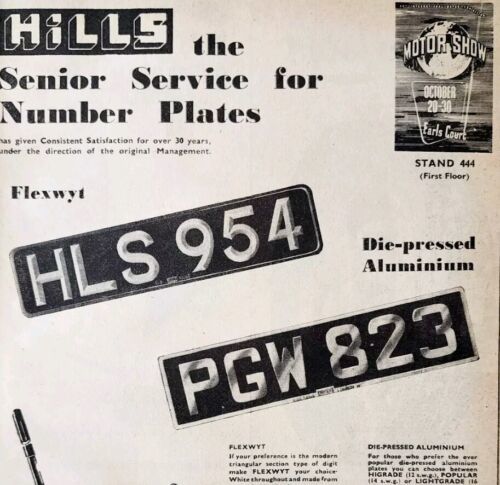 HILLS the
Senior Service for
Number Plates
has given Consistent Satisfaction for over 30 years,
under the direction of the original Management.
MOTOR SHOW
OCTOBER
20-30
Earls Court
STAND 444
(First Floor)
Flexwyt
HLS 954
Die-pressed
Aluminium
PGW 823
FLEXWYT
If your preference is the modern
triangular section type of digit
make FLEXWYT your choice-
White throughout and made from
DIE-PRESSED ALUMINIUM
For those who prefer the ever
popular die-pressed aluminium
plates you can choose between
HIGRADE (12 s.w.g.), POPULAR
(14 s.w.g.) or LIGHTGRADE (16